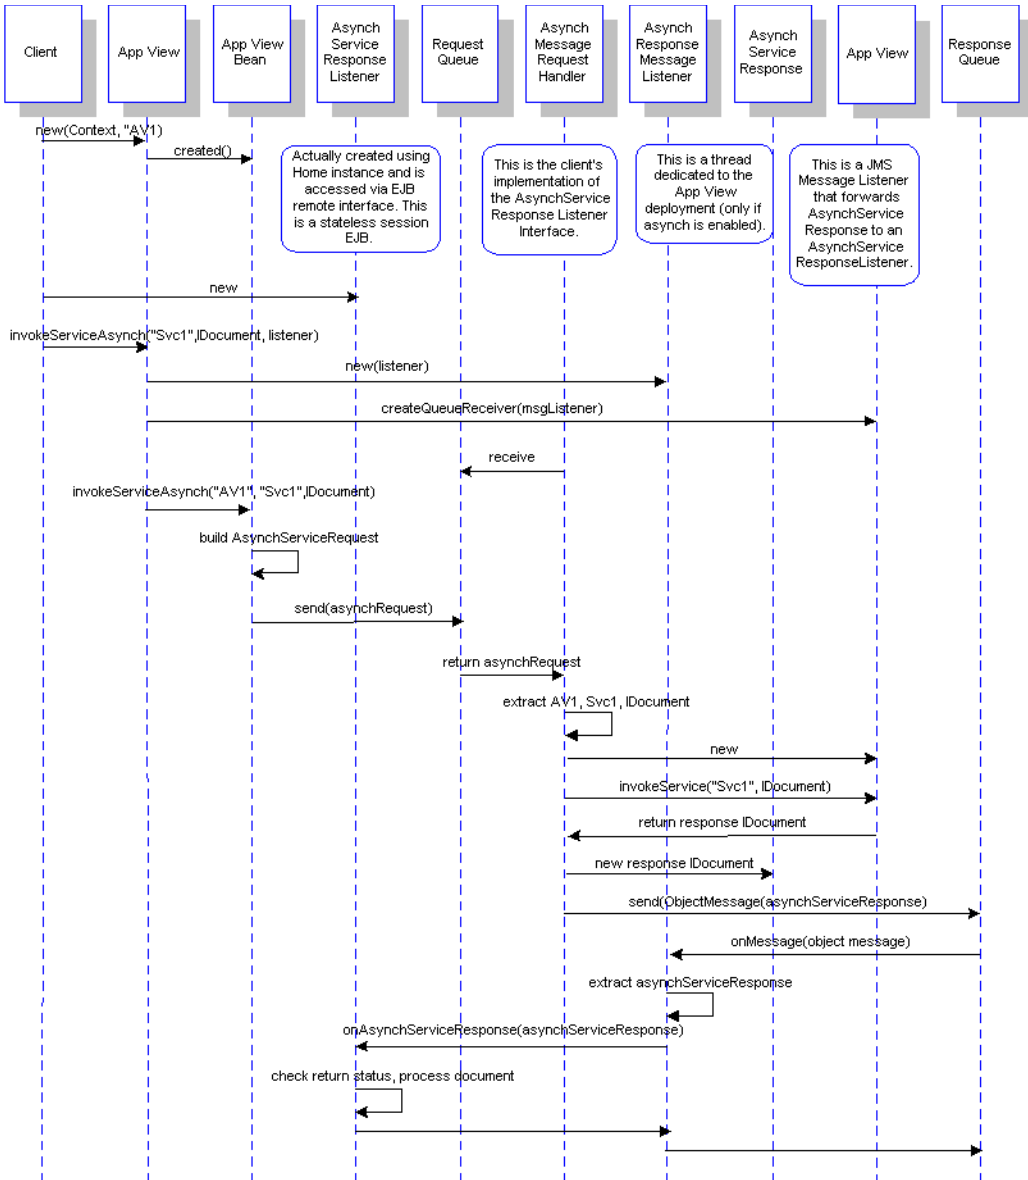 Client
App View
App View
Bean
Asynch
Service
Response
Listener
Request
Queue
Asynch
Message
Request
Handler
Asynch
Response
Message
Listener
Asynch
Service
Response
App View
Response
Queue
new(Context, "AV1)
created()
Actually created using
Home instance and is
accessed via EJB
remote interface. This
is a stateless session
EJB.
This is the client's
implementation of
the AsynchService
Response Listener
Interface.
This is a thread
dedicated to the
App View
deployment (only if
asynch is enabled).
This is a JMS
Message Listener
that forwards
AsynchService
Response to an
AsynchService
ResponseListener.
new
invokeServiceAsynch("Svc1",IDocument, listener)
new(listener)
createQueueReceiver(msgListener)
receive
invokeServiceAsynch("AV1", "Svc1",IDocument)
build AsynchServiceRequest
send(asynchRequest)
return asynchRequest
extract AV1, Svc1, IDocument
new
invokeService("Svc1", IDocument)
return response IDocument
new response IDocument
send(ObjectMessage(asynchServiceResponse)
onMessage(object message)
extract asynchServiceResponse
onAsynchServiceResponse(asynchServiceResponse)
check return status, process document